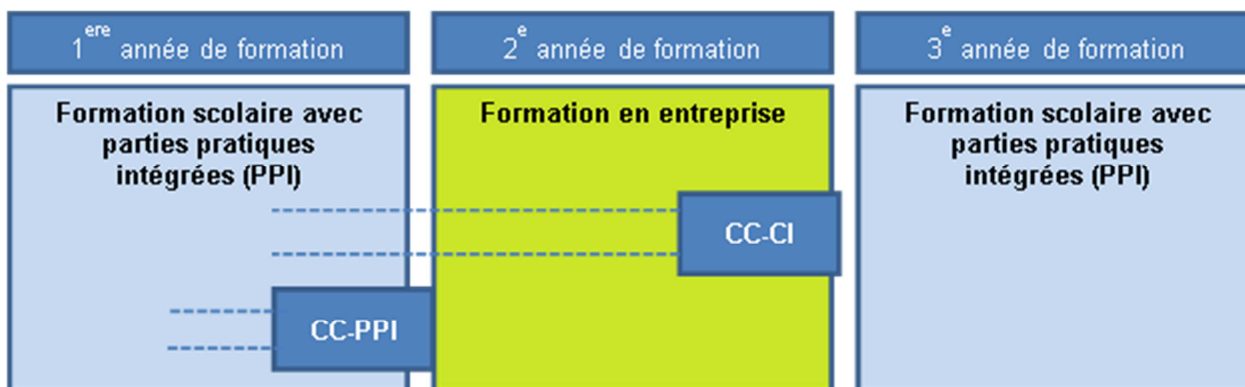 1ere année de formation
2e année de formation
3e année de formation
Formation scolaire avec
parties pratiques
intégrées (PPI)
Formation en entreprise
Formation scolaire avec
parties pratiques
intégrées (PPI)
CC-CI
CC-PPI